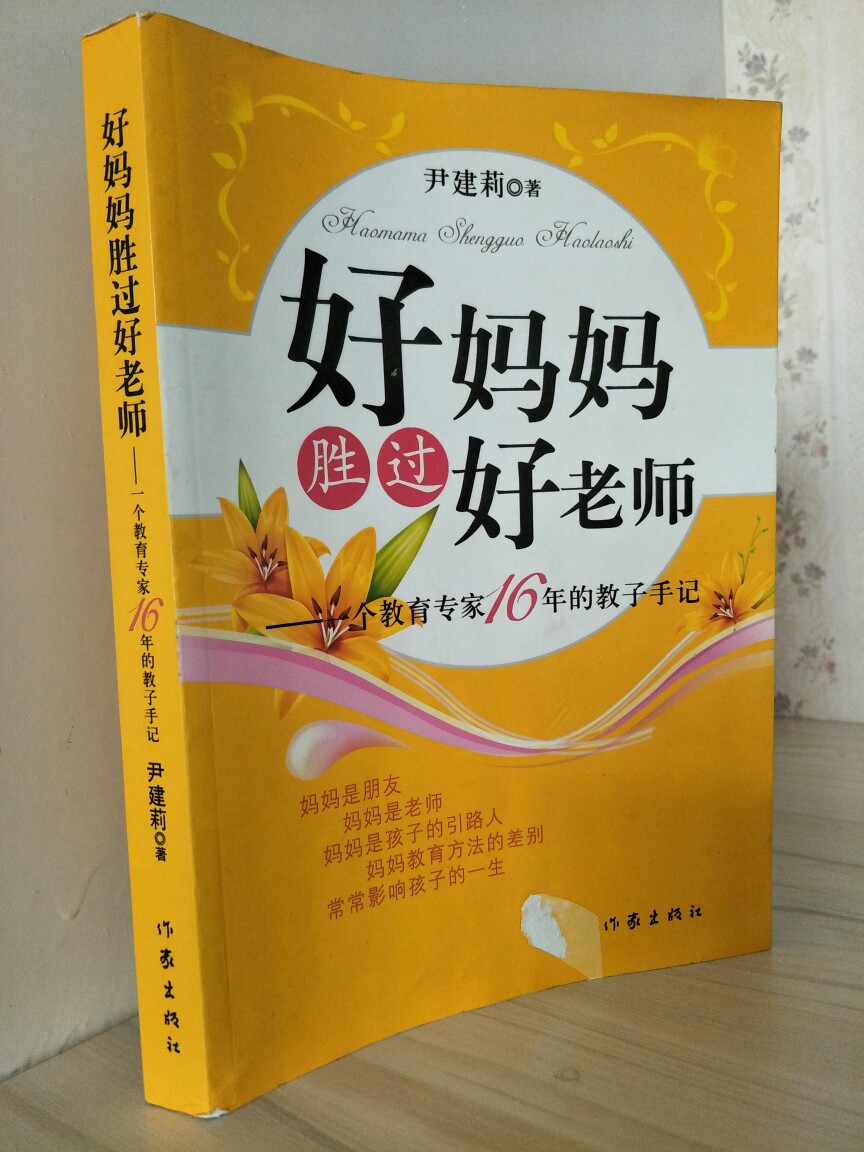 好妈妈胜过好老师
——一个教育专家16年的教子手记
尹建莉◎著
作家出版社
尹建莉◎著
Haomama Shengguo Haolaoshi
好妈妈
胜过好老师
——一个教育专家16年的教子手记
妈妈是朋友
妈妈是老师
妈妈是孩子的引路人
妈妈教育方法的差别
常常影响孩子的一生
作家出版社